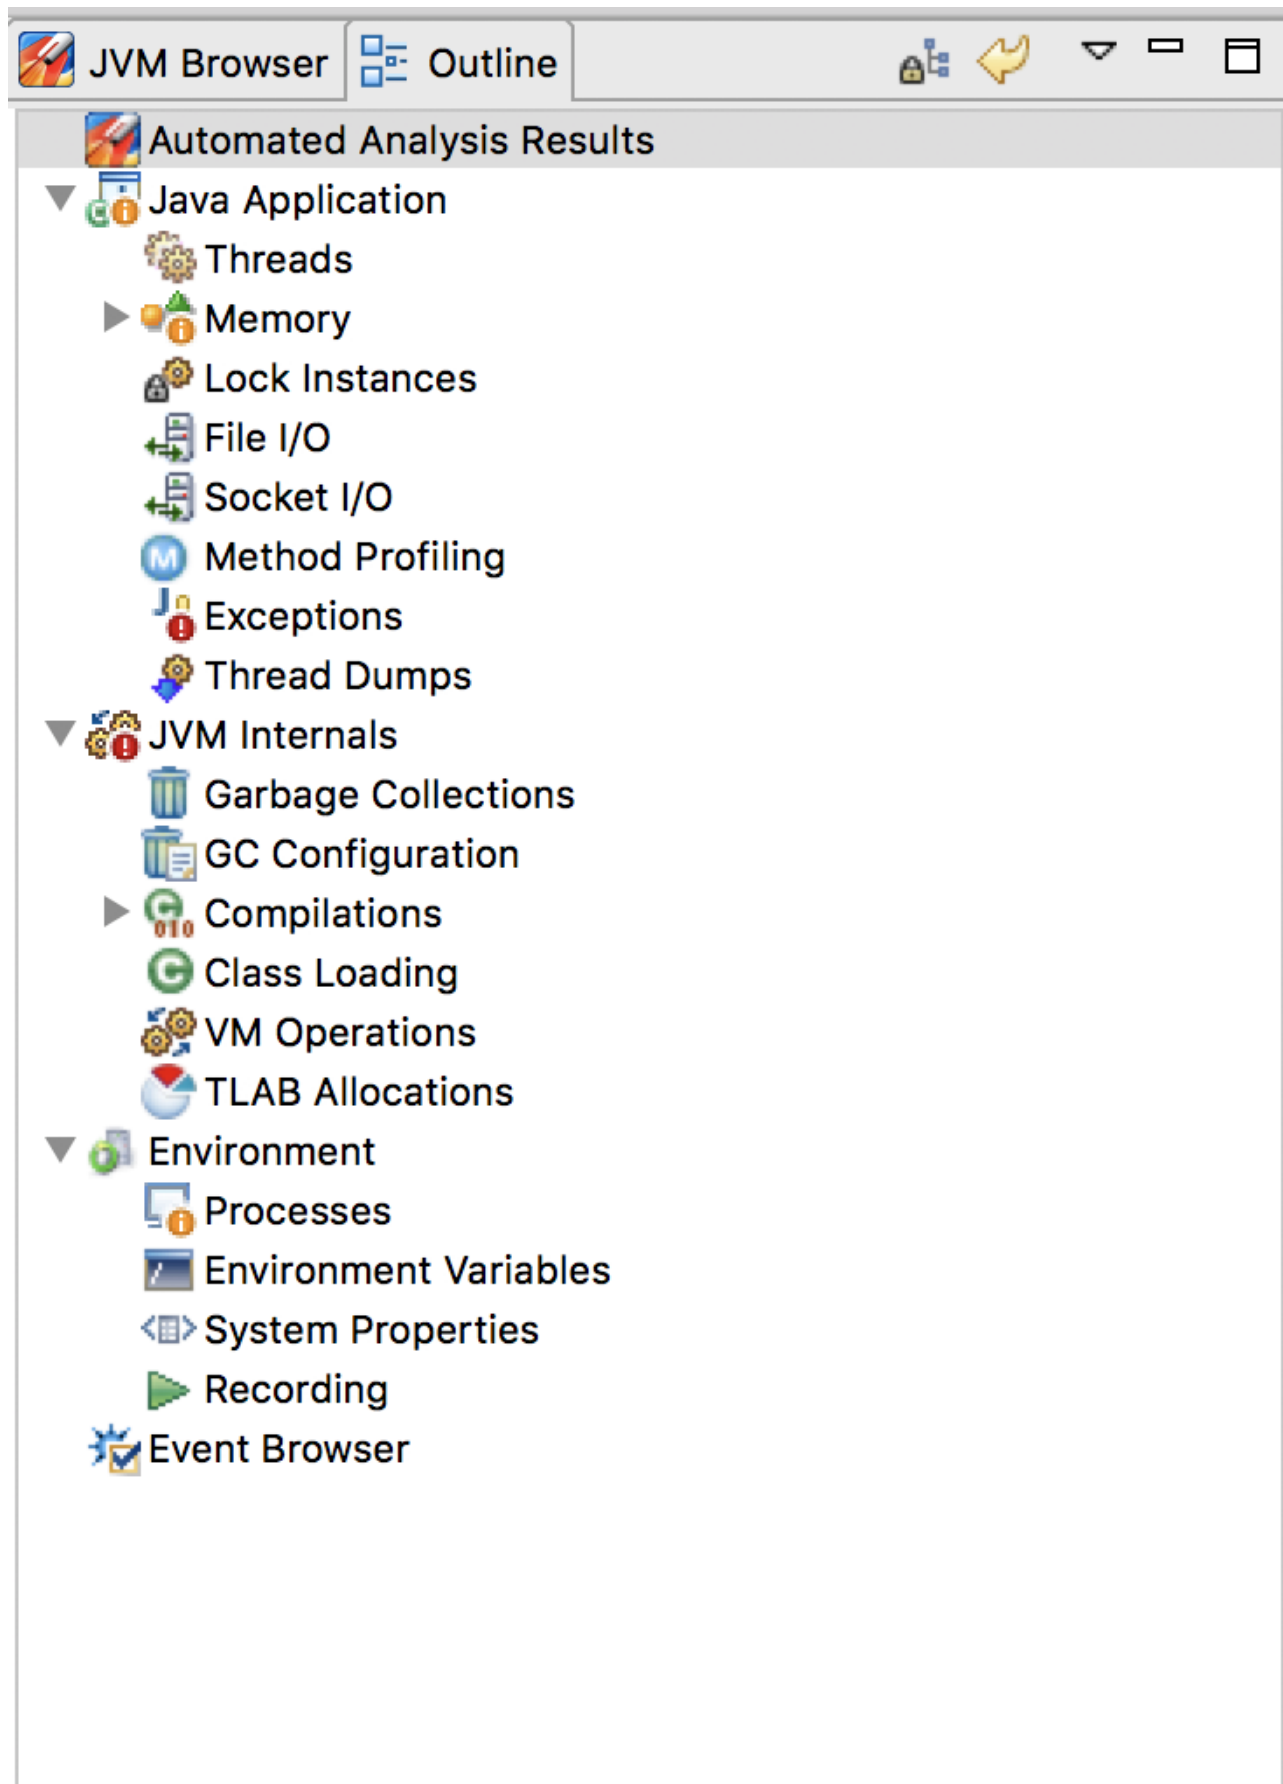 JVM Browser Outline
Automated Analysis Results
Java Application
Threads
Memory
Lock Instances
File I/O
Socket I/O
Method Profiling
Exceptions
Thread Dumps
JVM Internals
Garbage Collections
GC Configuration
Compilations
Class Loading
VM Operations
TLAB Allocations
Environment
Processes
Environment Variables
System Properties
Recording
Event Browser